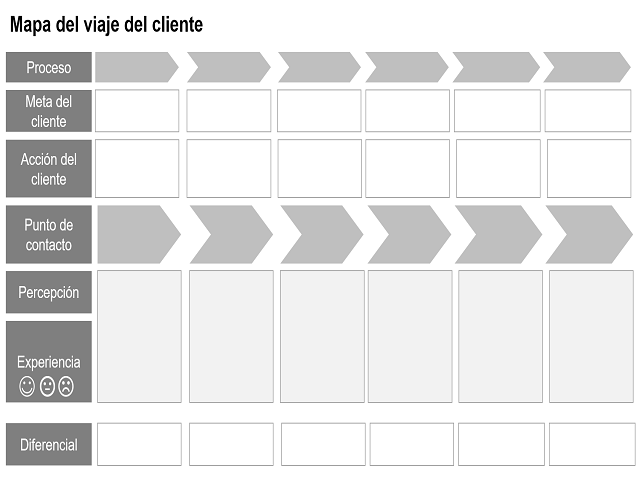 Mapa del viaje del cliente
Proceso
Meta del
cliente
Acción del
cliente
Punto de
contacto
Percepción
Experiencia
Diferencial